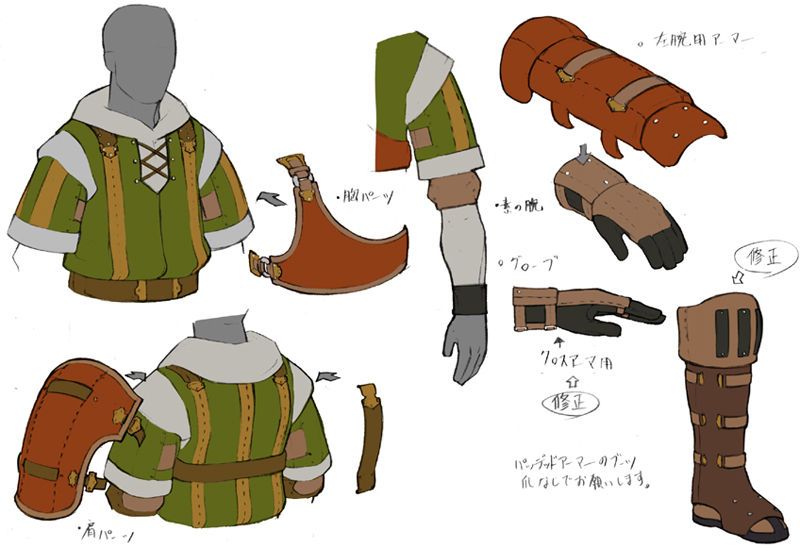 。左腕用アーマー
・胸パーツ
・素の腕
。グローブ
修正
クロスアーマ用
修正
パッデッドアーマーのブーツ
爪なしでお願いします。
・肩パーツ